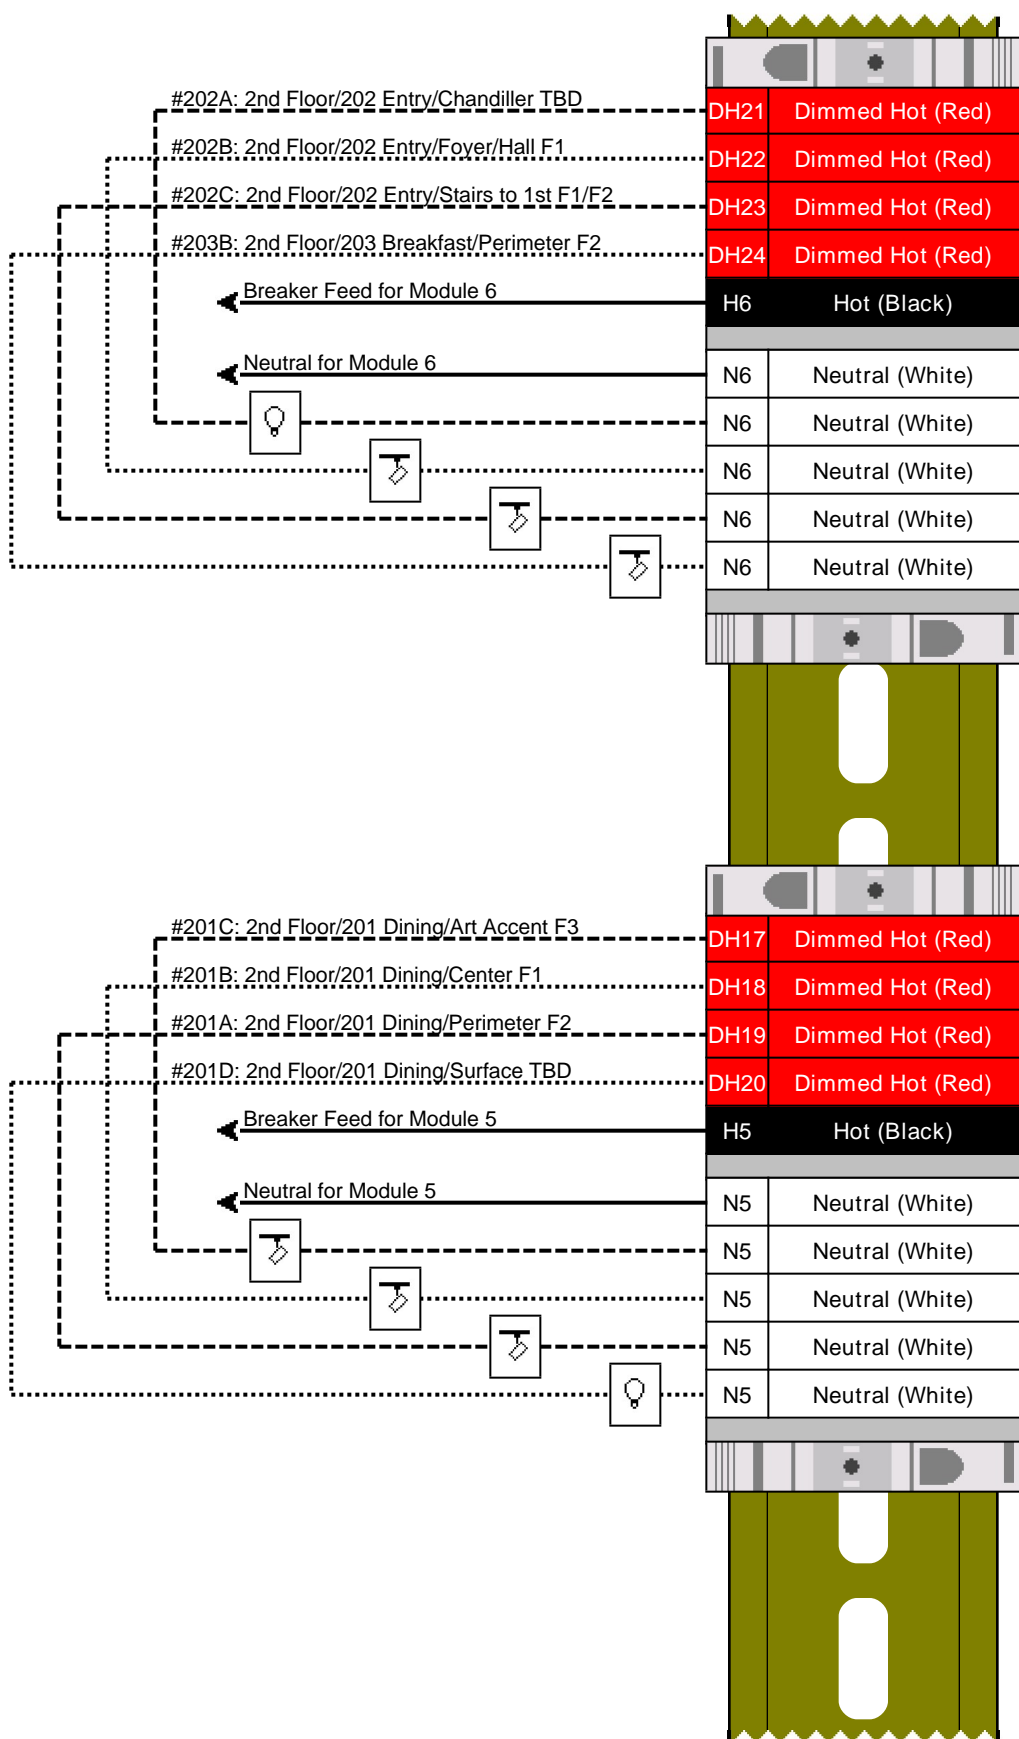 #202A: 2nd Floor/202 Entry/Chandiller TBD
DH21 Dimmed Hot (Red)
#202B: 2nd Floor/202 Entry/Foyer/Hall F1
DH22 Dimmed Hot (Red)
#202C: 2nd Floor/202 Entry/Stairs to 1st F1/F2
DH23 Dimmed Hot (Red)
#203B: 2nd Floor/203 Breakfast/Perimeter F2
DH24 Dimmed Hot (Red)
Breaker Feed for Module 6
H6 Hot (Black)
Neutral for Module 6
N6 Neutral (White)
N6 Neutral (White)
N6 Neutral (White)
N6 Neutral (White)
N6 Neutral (White)
#201C: 2nd Floor/201 Dining/Art Accent F3
DH17 Dimmed Hot (Red)
#201B: 2nd Floor/201 Dining/Center F1
DH18 Dimmed Hot (Red)
#201A: 2nd Floor/201 Dining/Perimeter F2
DH19 Dimmed Hot (Red)
#201D: 2nd Floor/201 Dining/Surface TBD
DH20 Dimmed Hot (Red)
Breaker Feed for Module 5
H5 Hot (Black)
Neutral for Module 5
N5 Neutral (White)
N5 Neutral (White)
N5 Neutral (White)
N5 Neutral (White)
N5 Neutral (White)